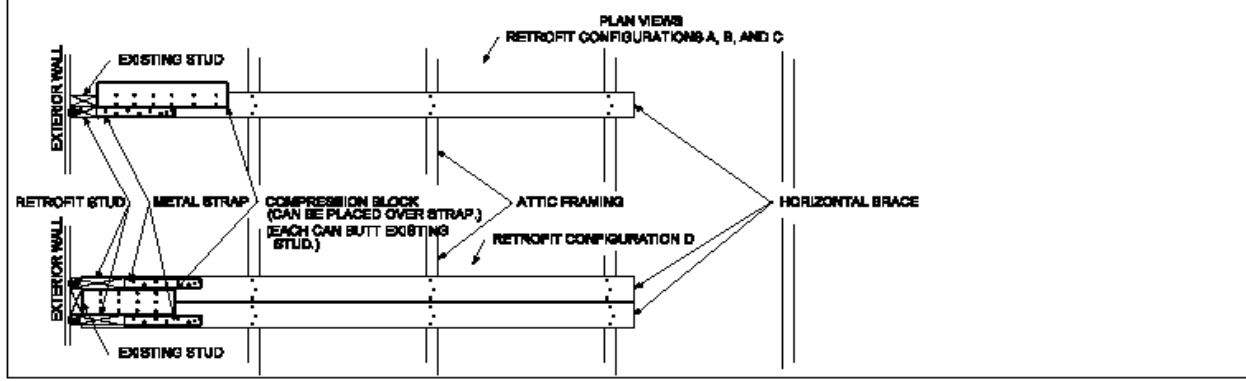 PLAN VIEWS
RETROFIT CONFIGURATIONS A, B, AND C
EXISTING STUD
EXTERIOR WALL
RETROFIT STUD
METAL STRAP
COMPRESSION BLOCK
(CAN BE PLACED OVER STRAP.)
(EACH CAN BUTT EXISTING
STUD.)
ATTIC FRAMING
HORIZONTAL BRACE
RETROFIT CONFIGURATION D
EXTERIOR WALL
EXISTING STUD